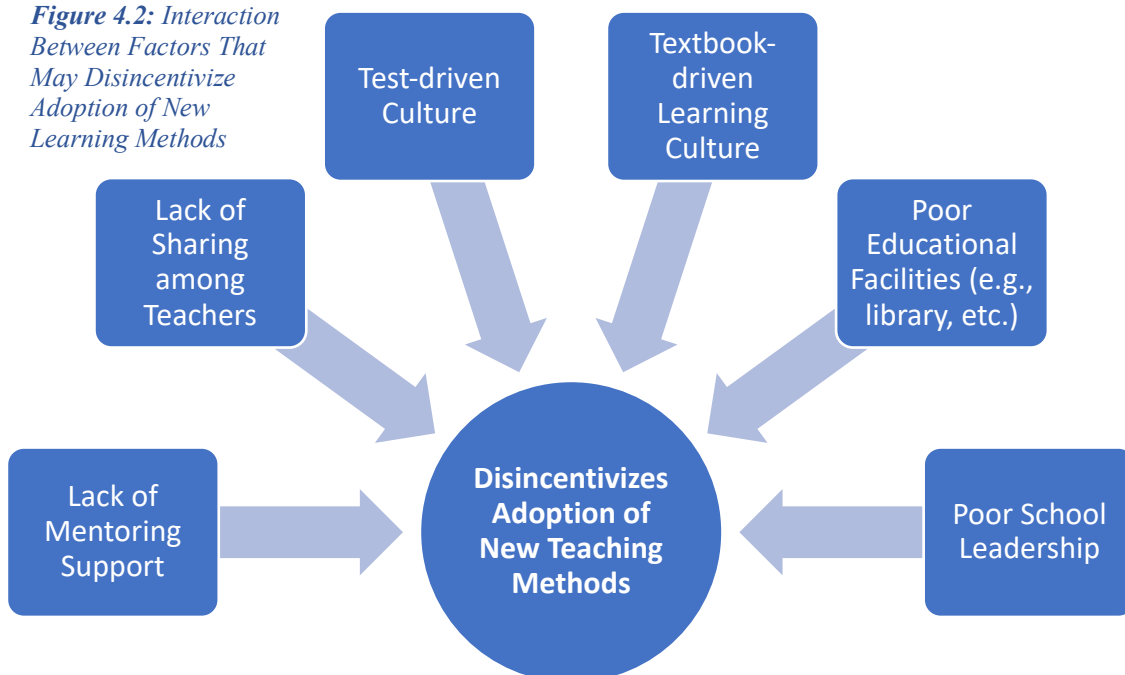 Figure 4.2: Interaction
Between Factors That
May Disincentivize
Adoption of New
Learning Methods
Test-driven
Culture
Textbook-
driven
Learning
Culture
Lack of
Sharing
among
Teachers
Poor
Educational
Facilities (e.g.,
library, etc.)
Lack of
Mentoring
Support
Disincentivizes
Adoption of
New Teaching
Methods
Poor School
Leadership